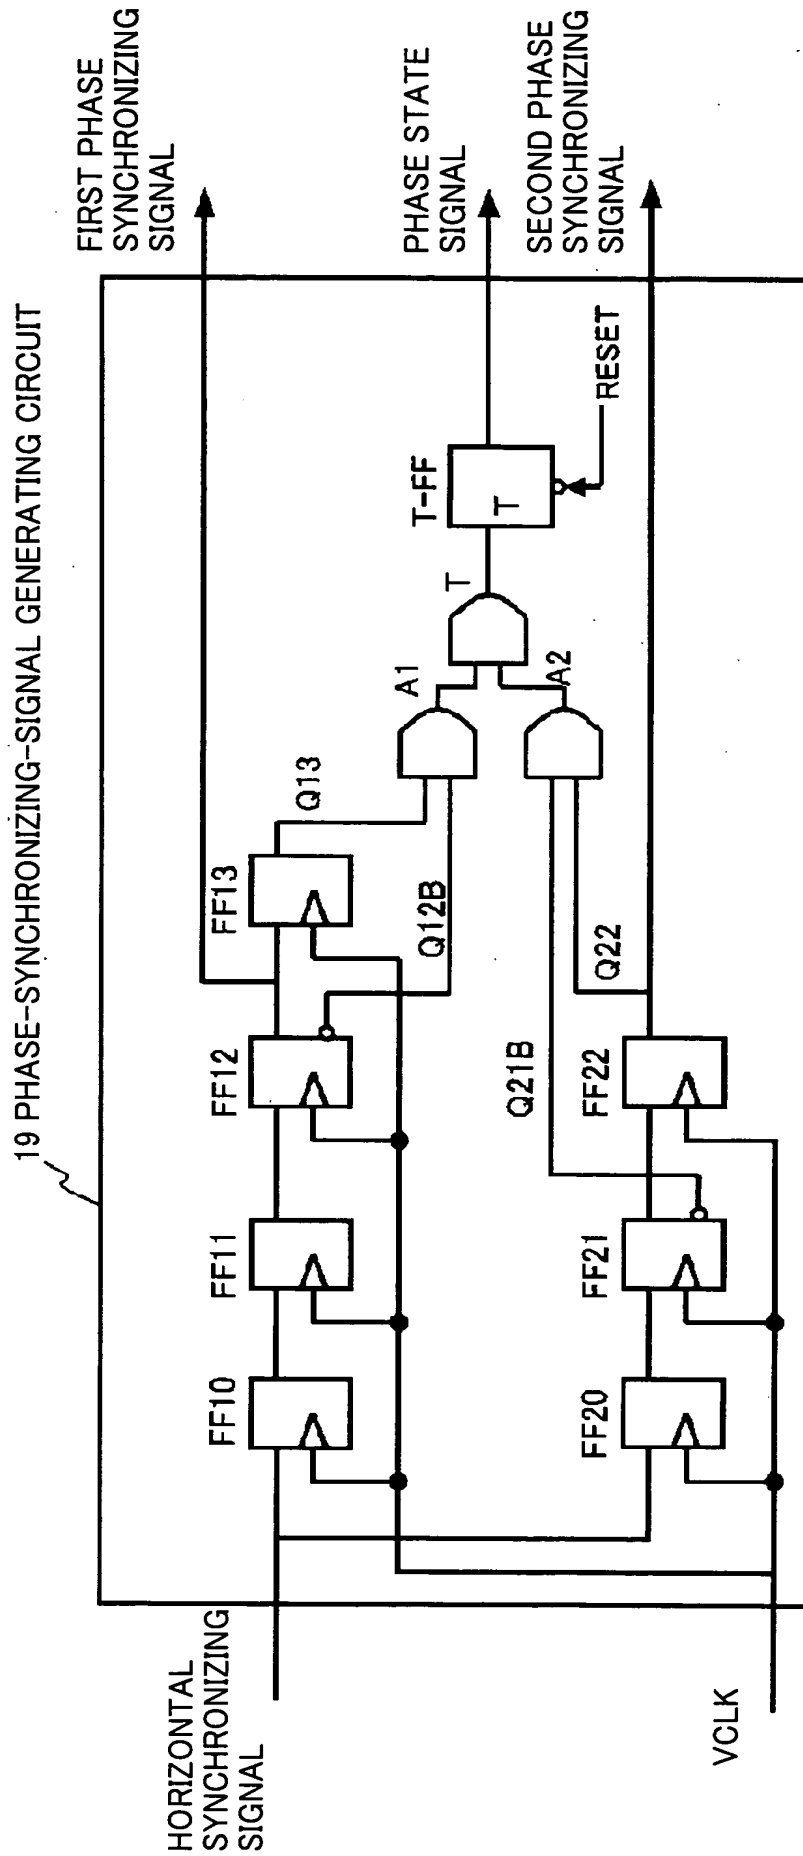 19 PHASE-SYNCHRONIZING-SIGNAL GENERATING CIRCUIT
FIRST PHASE
SYNCHRONIZING
SIGNAL
PHASE STATE
SIGNAL
SECOND PHASE
SYNCHRONIZING
SIGNAL
HORIZONTAL
SYNCHRONIZING
SIGNAL
VCLK
FF10
FF11
FF12
FF13
Q13
Q12B
A1
T
T-FF
T
RESET
A2
Q21B
Q22
FF20
FF21
FF22